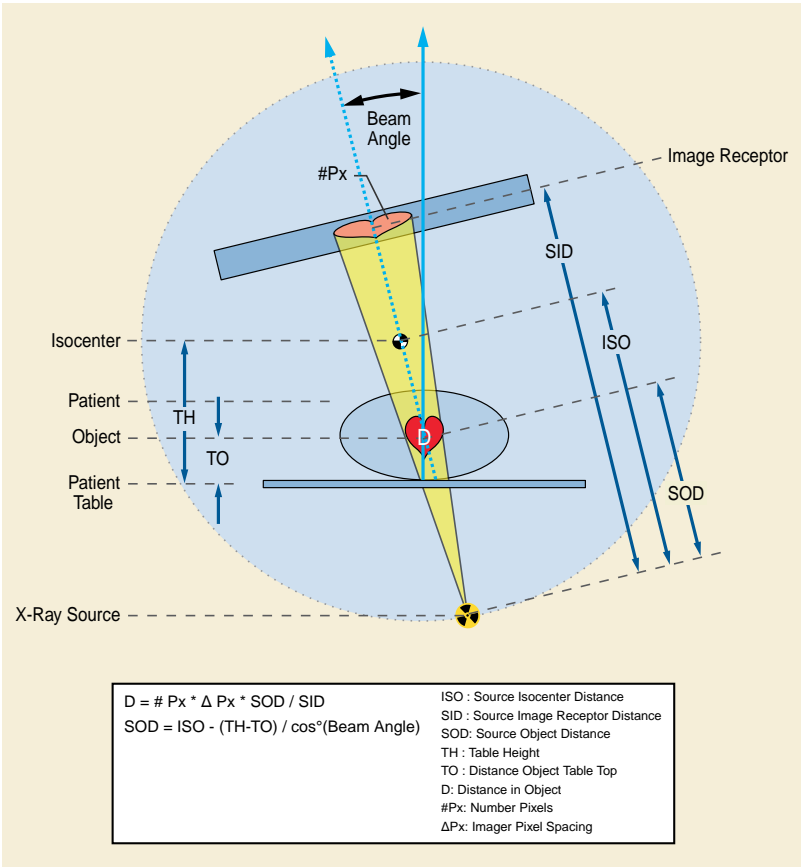 Beam
Angle
Image Receptor
#Px
SID
ISO
Isocenter
Patient
TH
Object
D
TO
Patient
Table
SOD
X-Ray Source
D = # Px * Δ Px * SOD / SID
SOD = ISO - (TH-TO) / cos°(Beam Angle)
ISO : Source Isocenter Distance
SID : Source Image Receptor Distance
SOD: Source Object Distance
TH : Table Height
TO : Distance Object Table Top
D: Distance in Object
#Px: Number Pixels
ΔPx: Imager Pixel Spacing